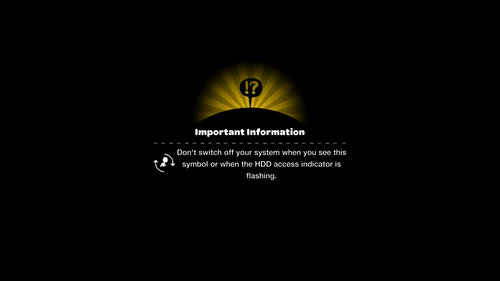 !?
Important Information
Don't switch off your system when you see this
symbol or when the HDD access indicator is
flashing.